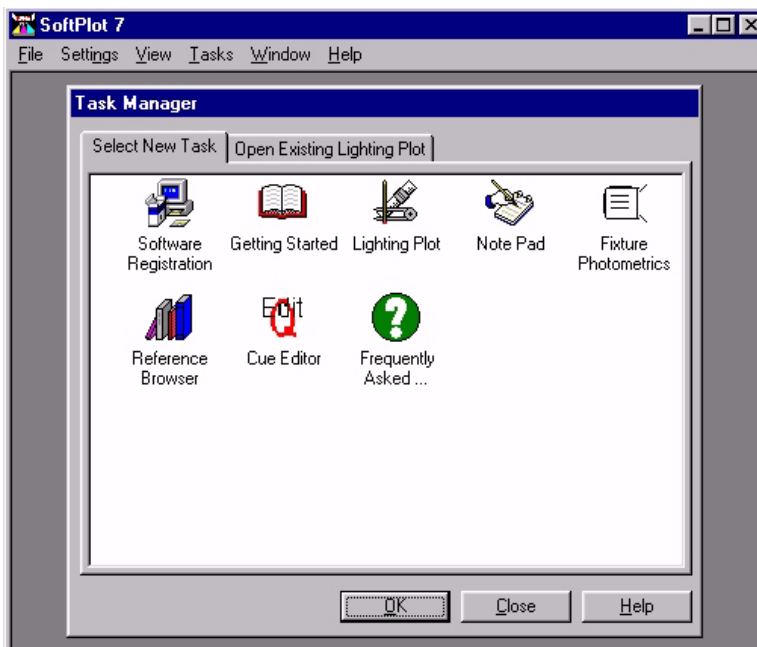 SoftPlot 7
File Settings View Tasks Window Help
Task Manager
Select New Task Open Existing Lighting Plot
Software Registration
Getting Started
Lighting Plot
Note Pad
Fixture Photometrics
Reference Browser
Edit Q
Cue Editor
?
Frequently Asked ...
OK Close Help